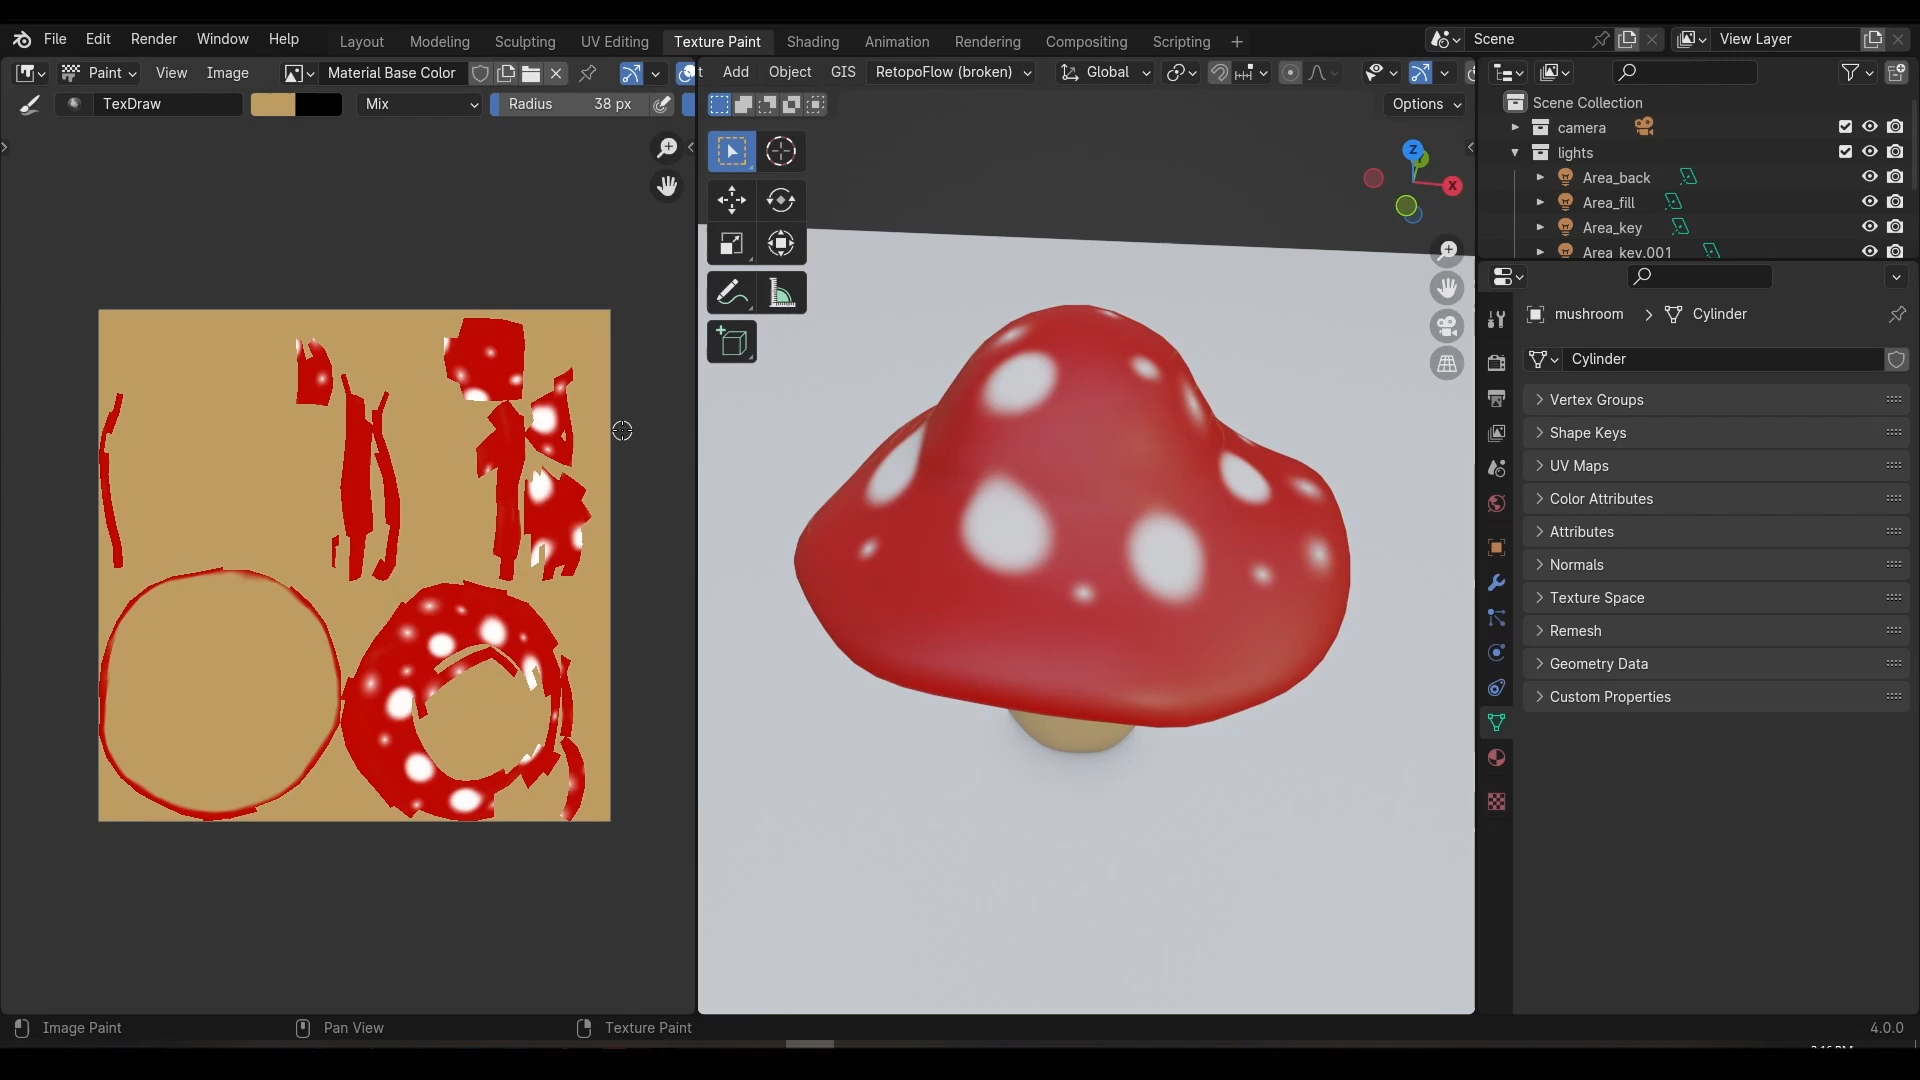 File Edit Render Window Help Layout Modeling Sculpting UV Editing Texture Paint Shading Animation Rendering Compositing Scripting + Scene View Layer
Paint View Image Material Base Color
t Add Object GIS RetopoFlow (broken) Global
TexDraw Mix Radius 38 px
Options
Z
X
Scene Collection
camera
lights
Area_back
Area_fill
Area_key
Area_key.001
mushroom > Cylinder
Cylinder
Vertex Groups
Shape Keys
UV Maps
Color Attributes
Attributes
Normals
Texture Space
Remesh
Geometry Data
Custom Properties
Image Paint Pan View Texture Paint 4.0.0